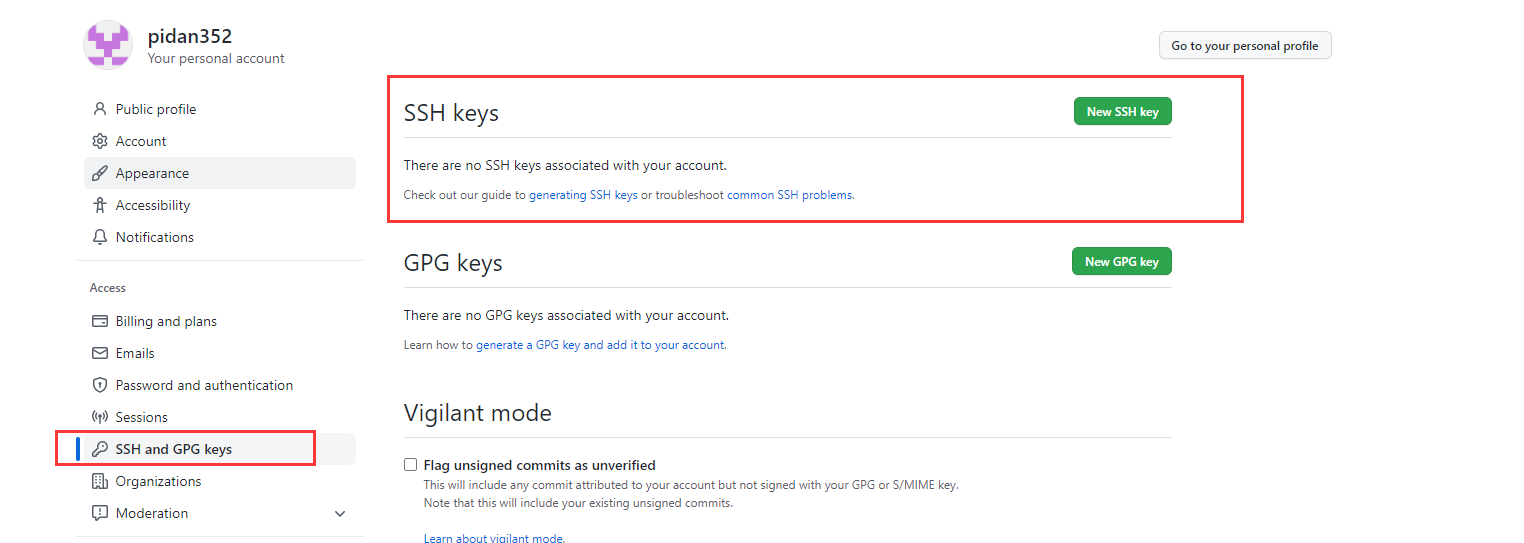 pidan352
Your personal account
Go to your personal profile
Public profile
Account
Appearance
Accessibility
Notifications
Access
Billing and plans
Emails
Password and authentication
Sessions
SSH and GPG keys
Organizations
Moderation
SSH keys
New SSH key
There are no SSH keys associated with your account.
Check out our guide to generating SSH keys or troubleshoot common SSH problems.
GPG keys
New GPG key
There are no GPG keys associated with your account.
Learn how to generate a GPG key and add it to your account.
Vigilant mode
Flag unsigned commits as unverified
This will include any commit attributed to your account but not signed with your GPG or S/MIME key.
Note that this will include your existing unsigned commits.
Learn about vigilant mode.